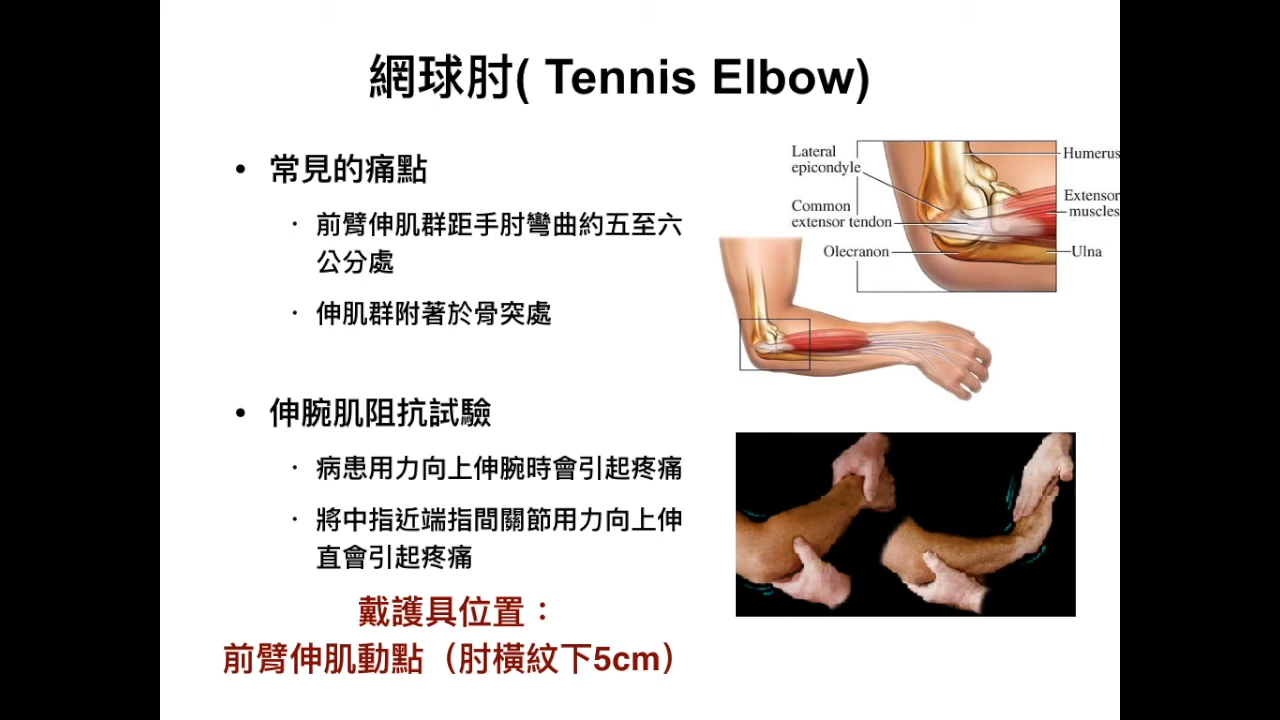 網球肘( Tennis Elbow)
• 常見的痛點
· 前臂伸肌群距手肘彎曲約五至六
公分處
· 伸肌群附著於骨突處
• 伸腕肌阻抗試驗
· 病患用力向上伸腕時會引起疼痛
· 將中指近端指間關節用力向上伸
直會引起疼痛
戴護具位置：
前臂伸肌動點（肘橫紋下5cm）
Lateral
epicondyle
Common
extensor tendon
Olecranon
Humerus
Extensor
muscles
Ulna